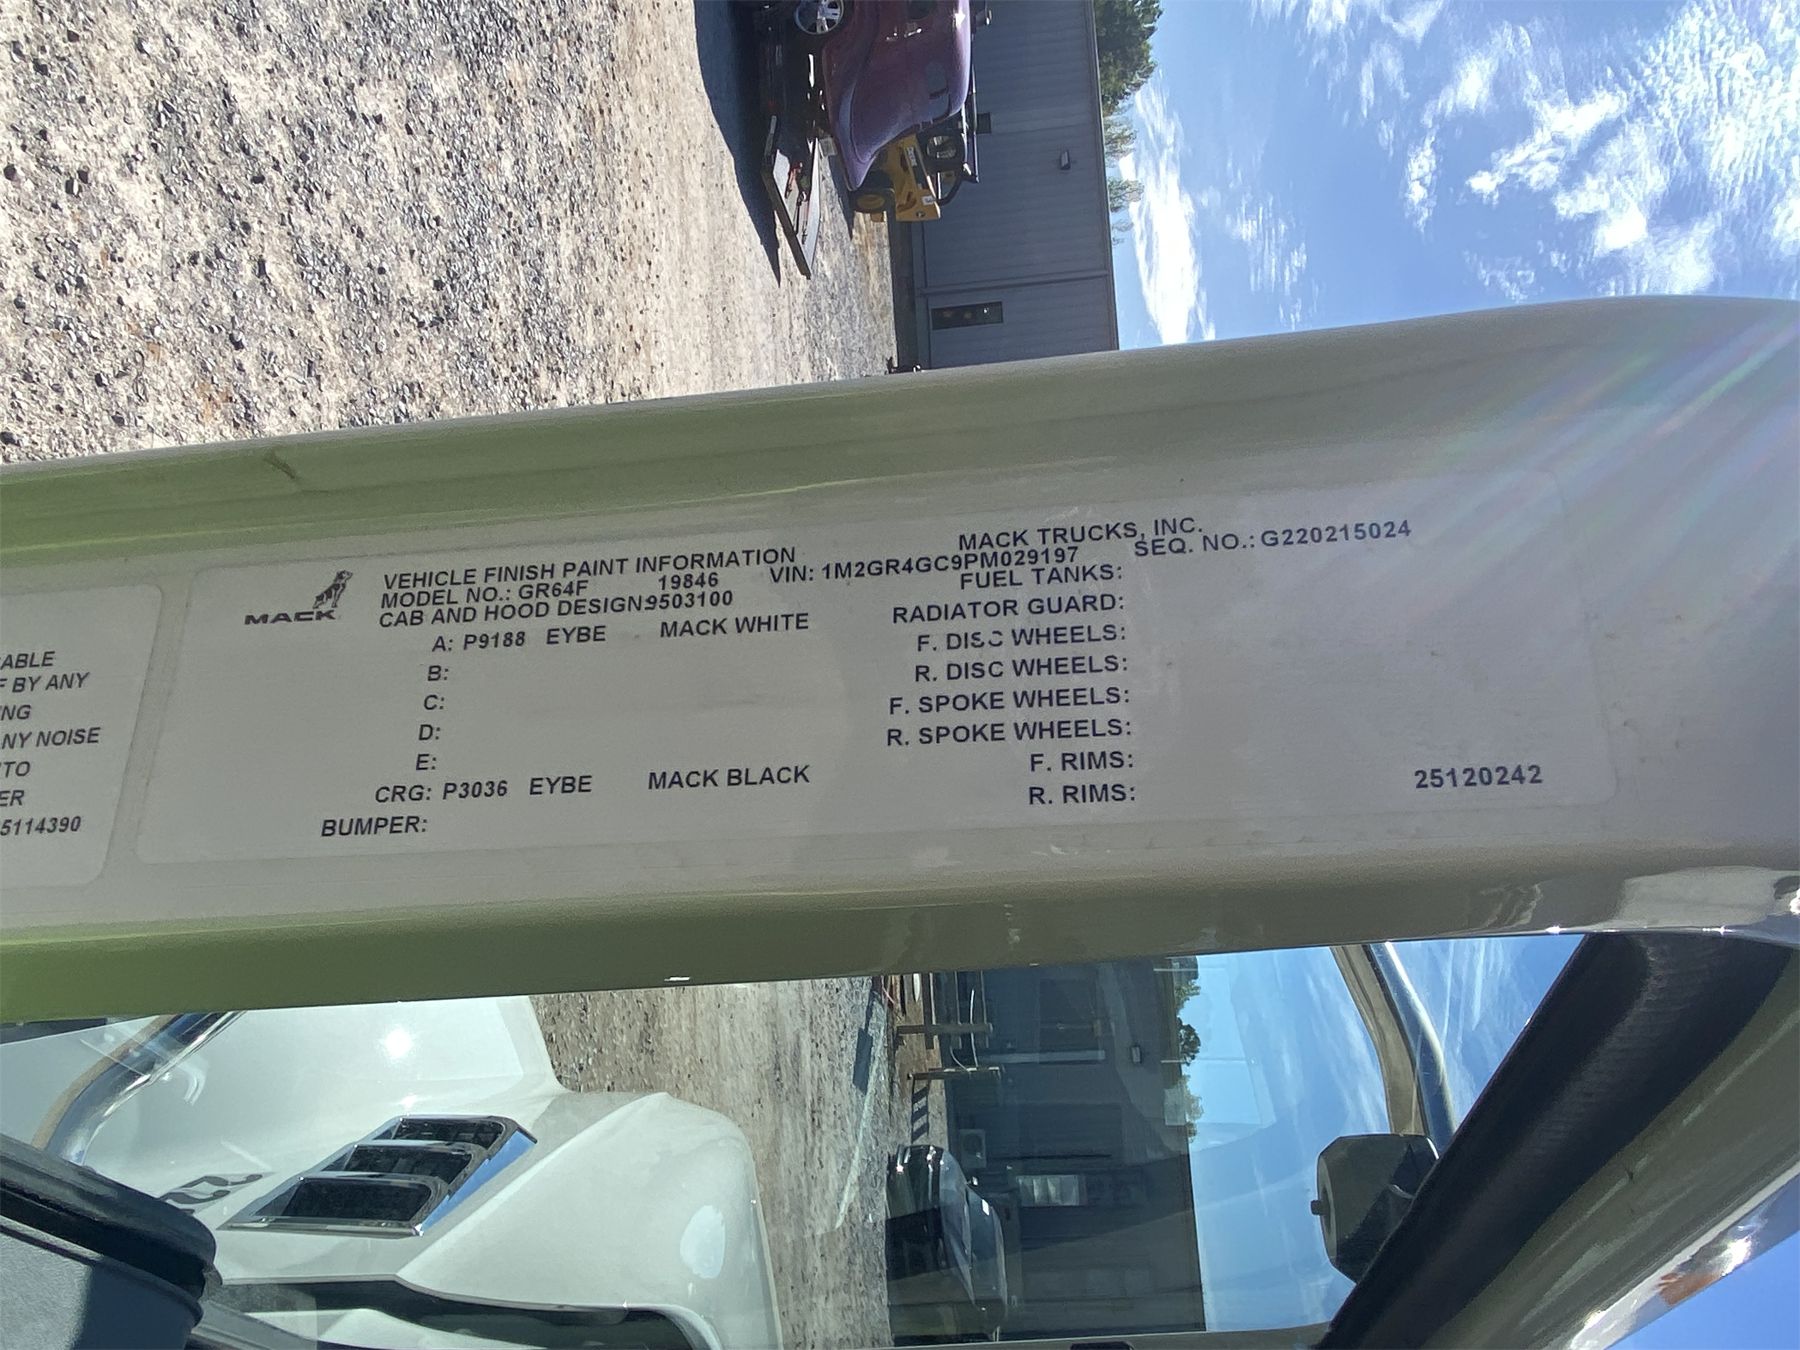 ABLE
F BY ANY
NG
NY NOISE
TO
ER
5114390
MACK
VEHICLE FINISH PAINT INFORMATION MACK TRUCKS, INC.
MODEL NO.: GR64F 19846 VIN: 1M2GR4GC9PM029197 SEQ. NO.: G220215024
CAB AND HOOD DESIGN: 9503100 FUEL TANKS:
A: P9188 EYBE MACK WHITE RADIATOR GUARD:
B: F. DISC WHEELS:
C: R. DISC WHEELS:
D: F. SPOKE WHEELS:
E: R. SPOKE WHEELS:
CRG: P3036 EYBE MACK BLACK F. RIMS:
BUMPER: R. RIMS: 25120242